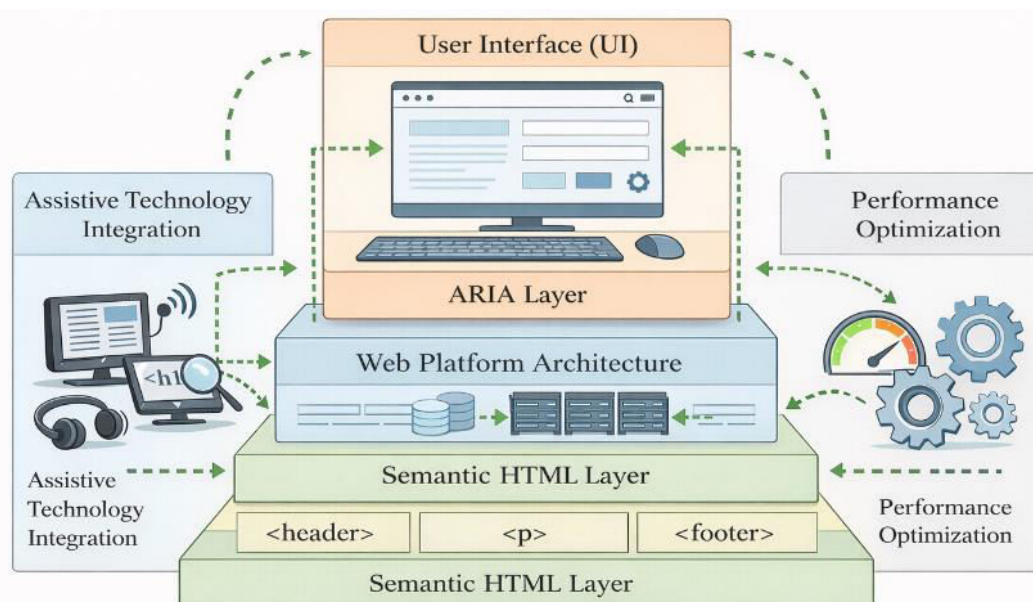 User Interface (UI)
Assistive Technology
Integration
Performance
Optimization
ARIA Layer
Web Platform Architecture
<h1
Semantic HTML Layer
Assistive
Technology
Integration
Performance
Optimization
<header>
<p>
<footer>
Semantic HTML Layer